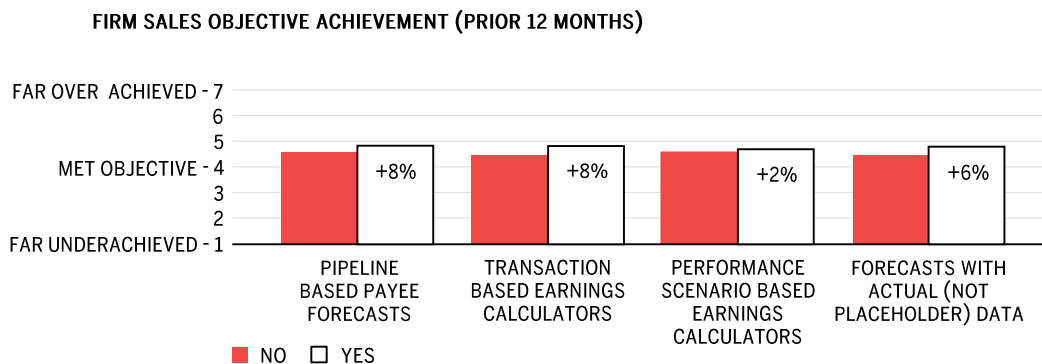 FIRM SALES OBJECTIVE ACHIEVEMENT (PRIOR 12 MONTHS)
FAR OVER ACHIEVED - 7
6
5
MET OBJECTIVE - 4
3
2
FAR UNDERACHIEVED - 1
+8%
+8%
+2%
+6%
PIPELINE
BASED PAYEE
FORECASTS
TRANSACTION
BASED EARNINGS
CALCULATORS
PERFORMANCE
SCENARIO BASED
EARNINGS
CALCULATORS
FORECASTS WITH
ACTUAL (NOT
PLACEHOLDER) DATA
NO YES